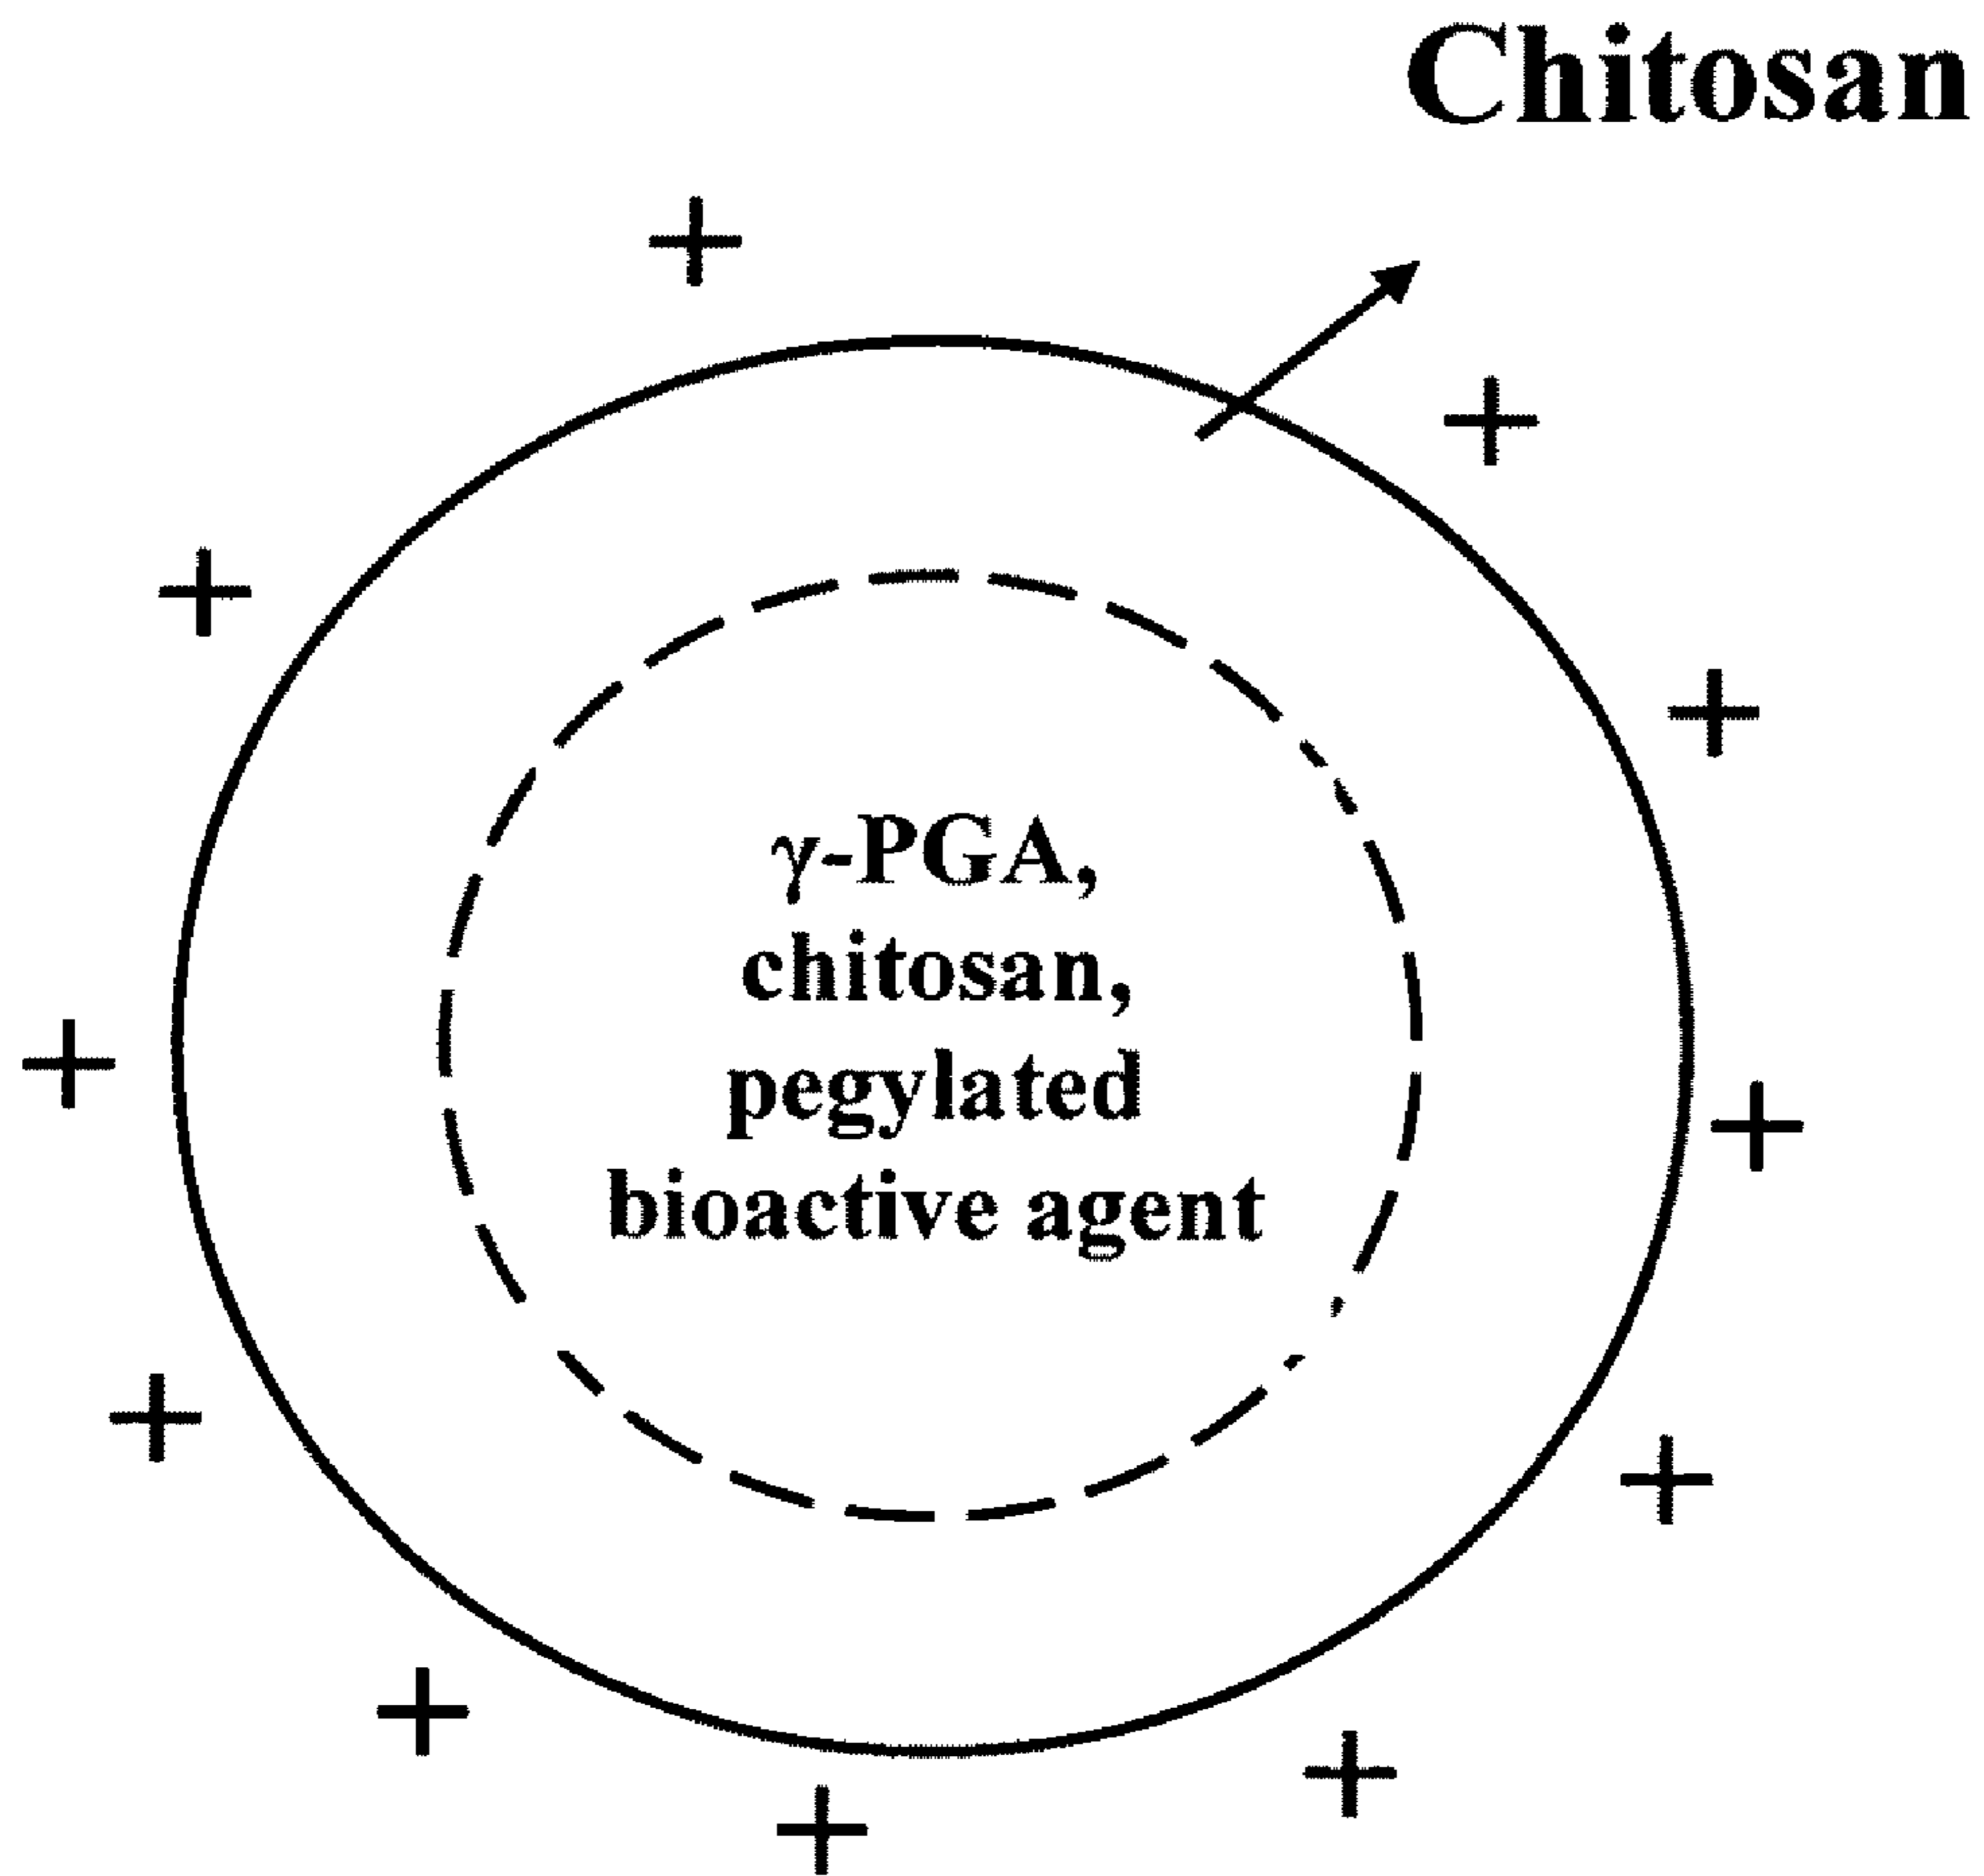 Chitosan
γ-PGA,
chitosan,
pegylated
bioactive agent